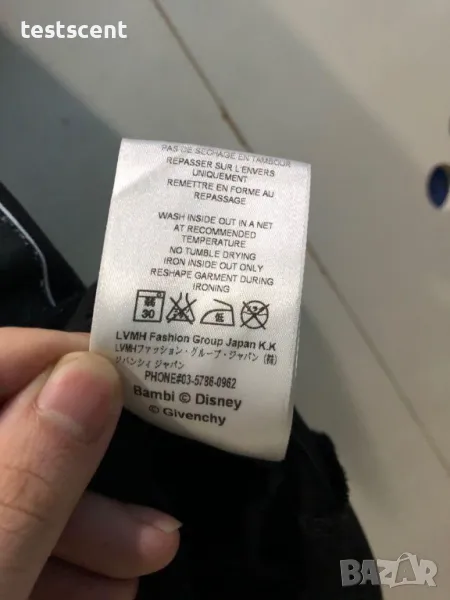 testscent
PAS DE SÉCHAGE EN TAMBOUR
REPASSER SUR L'ENVERS
UNIQUEMENT
REMETTRE EN FORME AU
REPASSAGE
WASH INSIDE OUT IN A NET
AT RECOMMENDED
TEMPERATURE
NO TUMBLE DRYING
IRON INSIDE OUT ONLY
RESHAPE GARMENT DURING
IRONING
弱
30
低
LVMH Fashion Group Japan K.K
LVMHファッション・グループ・ジャパン (株)
リバンシィ ジャパン
PHONE#03-5786-0962
Bambi © Disney
© Givenchy
bazar